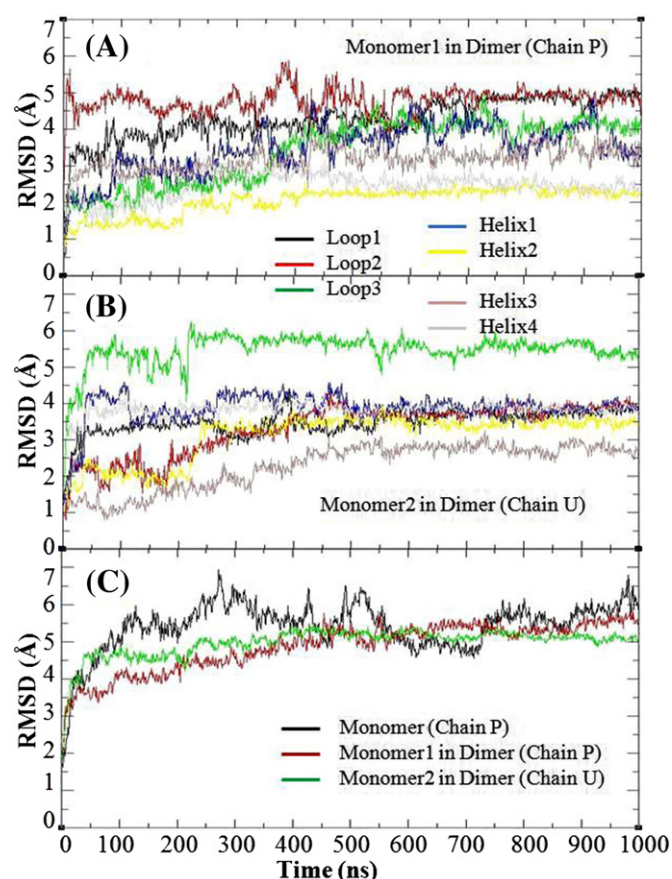 (A) Monomer1 in Dimer (Chain P)
RMSD (Å)
7
6
5
4
3
2
1
0
Loop1
Loop2
Loop3
Helix1
Helix2
Helix3
Helix4
(B)
RMSD (Å)
7
6
5
4
3
2
1
0
Monomer2 in Dimer (Chain U)
(C)
RMSD (Å)
7
6
5
4
3
2
1
0
Monomer (Chain P)
Monomer1 in Dimer (Chain P)
Monomer2 in Dimer (Chain U)
0 100 200 300 400 500 600 700 800 900 1000
Time (ns)